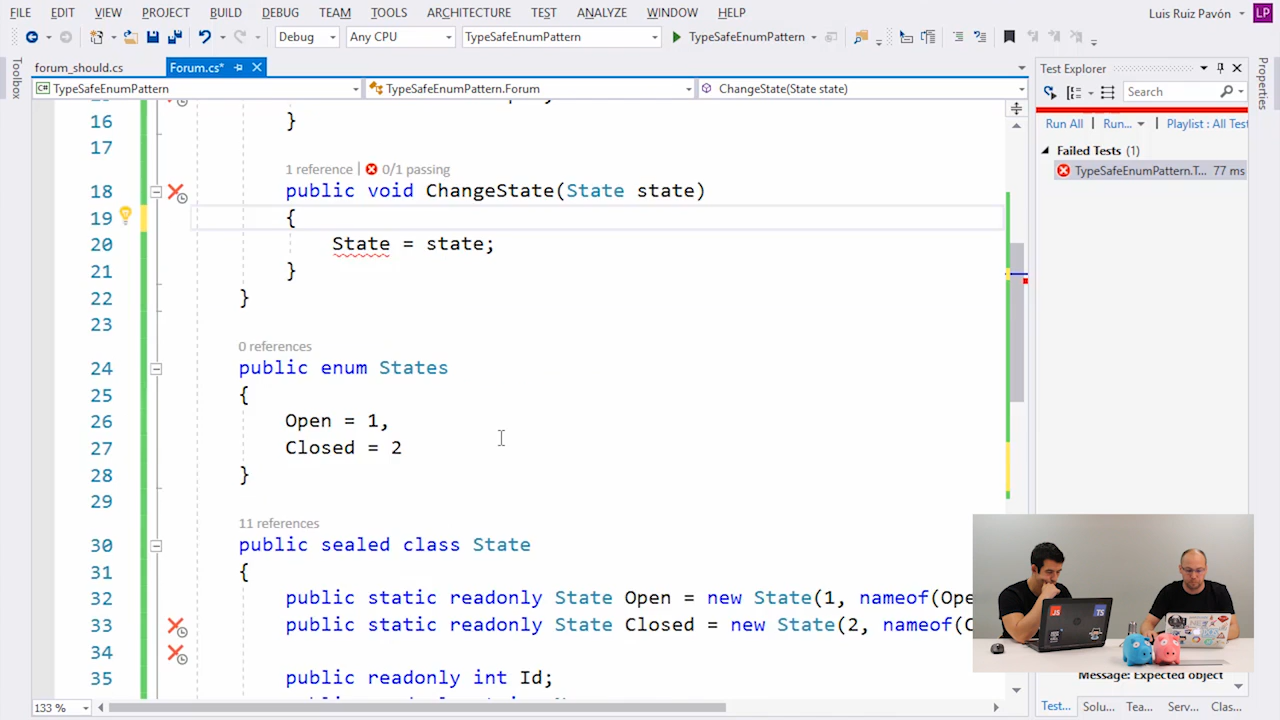 FILE EDIT VIEW PROJECT BUILD DEBUG TEAM TOOLS ARCHITECTURE TEST ANALYZE WINDOW HELP Luis Ruiz Pavón LP
Debug Any CPU TypeSafeEnumPattern TypeSafeEnumPattern
Toolbox
forum_should.cs Forum.cs*
TypeSafeEnumPattern TypeSafeEnumPattern.Forum ChangeState(State state)
16 }
17
1 reference | 0/1 passing
18 public void ChangeState(State state)
19 {
20 State = state;
21 }
22 }
23
0 references
24 public enum States
25 {
26 Open = 1,
27 Closed = 2
28 }
29
11 references
30 public sealed class State
31 {
32 public static readonly State Open = new State(1, nameof(Ope
33 public static readonly State Closed = new State(2, nameof(C
34
35 public readonly int Id;
133 %
Test Explorer
Search
Run All Run... Playlist : All Test
Failed Tests (1)
TypeSafeEnumPattern.T... 77 ms
JS
TS
Message: Expected object
Test... Solu... Tea... Serv... Clas...
Properties